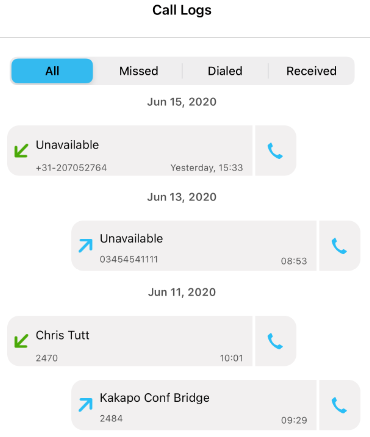 Call Logs
All Missed Dialed Received
Jun 15, 2020
Unavailable
+31-207052764 Yesterday, 15:33
Jun 13, 2020
Unavailable
03454541111 08:53
Jun 11, 2020
Chris Tutt
2470 10:01
Kakapo Conf Bridge
2484 09:29